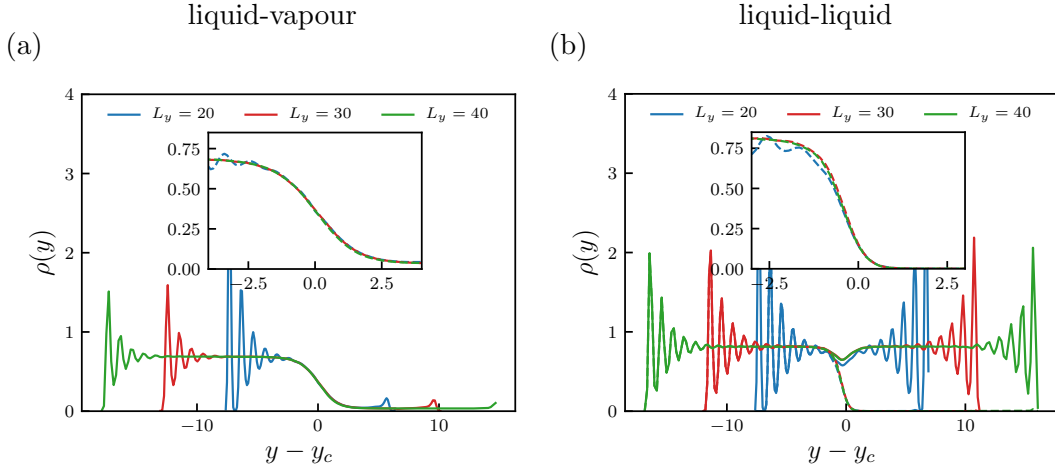 liquid-vapour
liquid-liquid
(a)
(b)
4
3
2
1
0
ρ(y)
L_y = 20
L_y = 30
L_y = 40
0.75
0.50
0.25
0.00
−2.5
0.0
2.5
−10
0
10
y − y_c
4
3
2
1
0
ρ(y)
L_y = 20
L_y = 30
L_y = 40
0.75
0.50
0.25
0.00
−2.5
0.0
2.5
−10
0
10
y − y_c